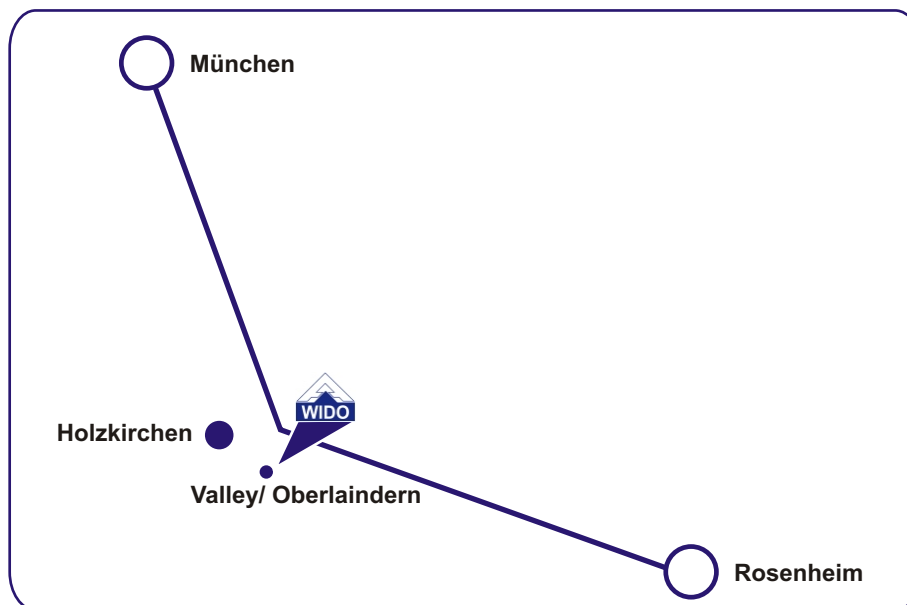 München
WIDO
Holzkirchen
Valley/ Oberlaindern
Rosenheim